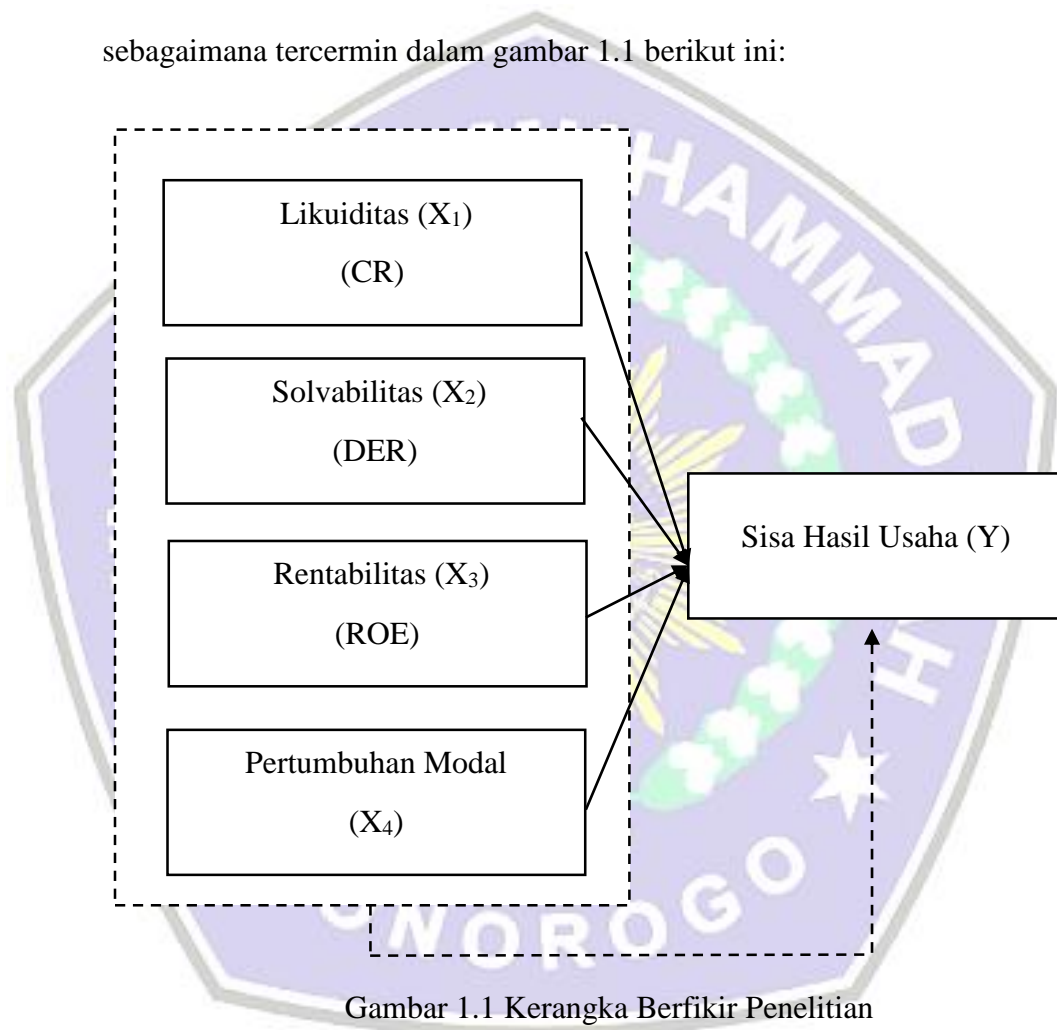 sebagaimana tercermin dalam gambar 1.1 berikut ini:
Likuiditas (X₁)
(CR)
Solvabilitas (X₂)
(DER)
Rentabilitas (X₃)
(ROE)
Pertumbuhan Modal
(X₄)
Sisa Hasil Usaha (Y)
Gambar 1.1 Kerangka Berfikir Penelitian